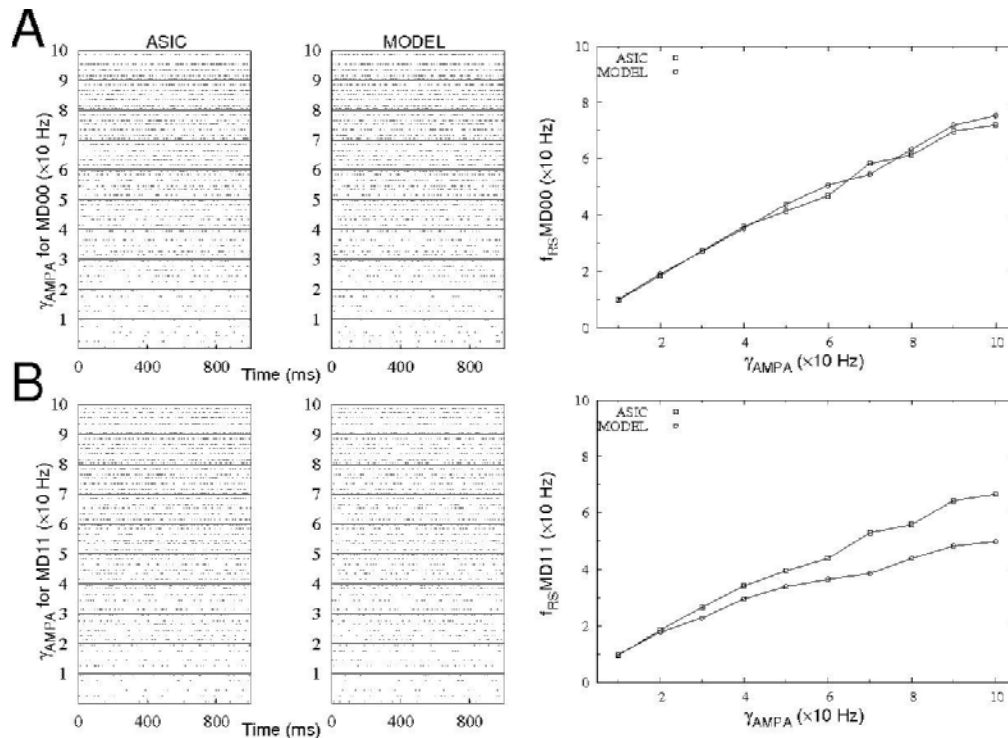 A
ASIC
MODEL
10
9
8
7
6
5
4
3
2
1
γAMPA for MD00 (×10 Hz)
0 400 800
0 400 800
Time (ms)
10
8
6
4
2
0
ASIC
MODEL
fRSMD00 (×10 Hz)
2 4 6 8 10
γAMPA (×10 Hz)
B
10
9
8
7
6
5
4
3
2
1
γAMPA for MD11 (×10 Hz)
0 400 800
0 400 800
Time (ms)
10
8
6
4
2
0
ASIC
MODEL
fRSMD11 (×10 Hz)
2 4 6 8 10
γAMPA (×10 Hz)